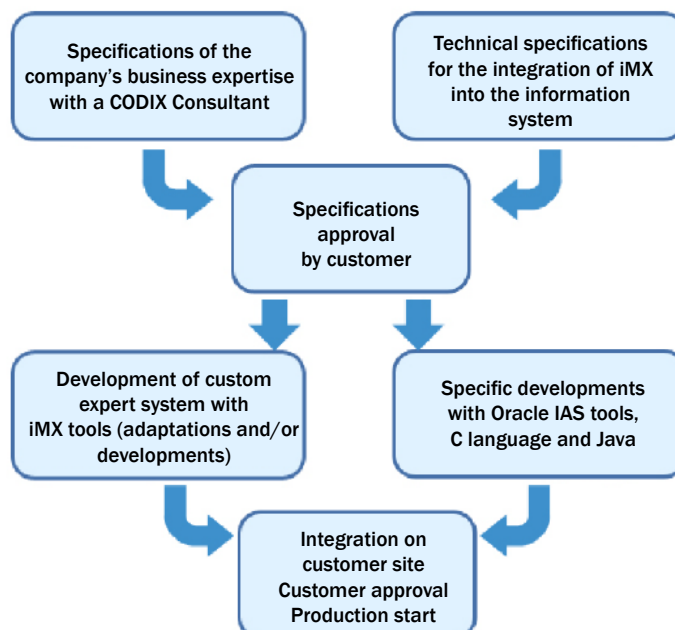 Specifications of the
company's business expertise
with a CODIX Consultant
Technical specifications
for the integration of iMX
into the information
system
Specifications
approval
by customer
Development of custom
expert system with
iMX tools (adaptations and/or
developments)
Specific developments
with Oracle IAS tools,
C language and Java
Integration on
customer site
Customer approval
Production start